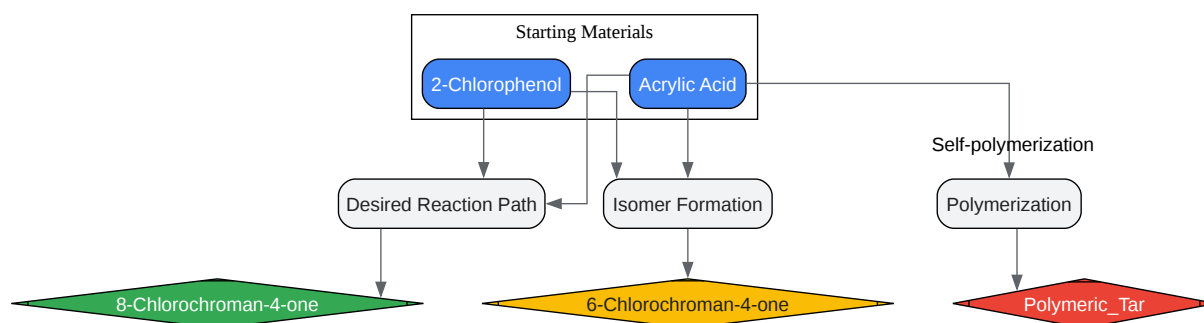 Starting Materials
2-Chlorophenol
Acrylic Acid
Self-polymerization
Desired Reaction Path
Isomer Formation
Polymerization
8-Chlorochroman-4-one
6-Chlorochroman-4-one
Polymeric_Tar